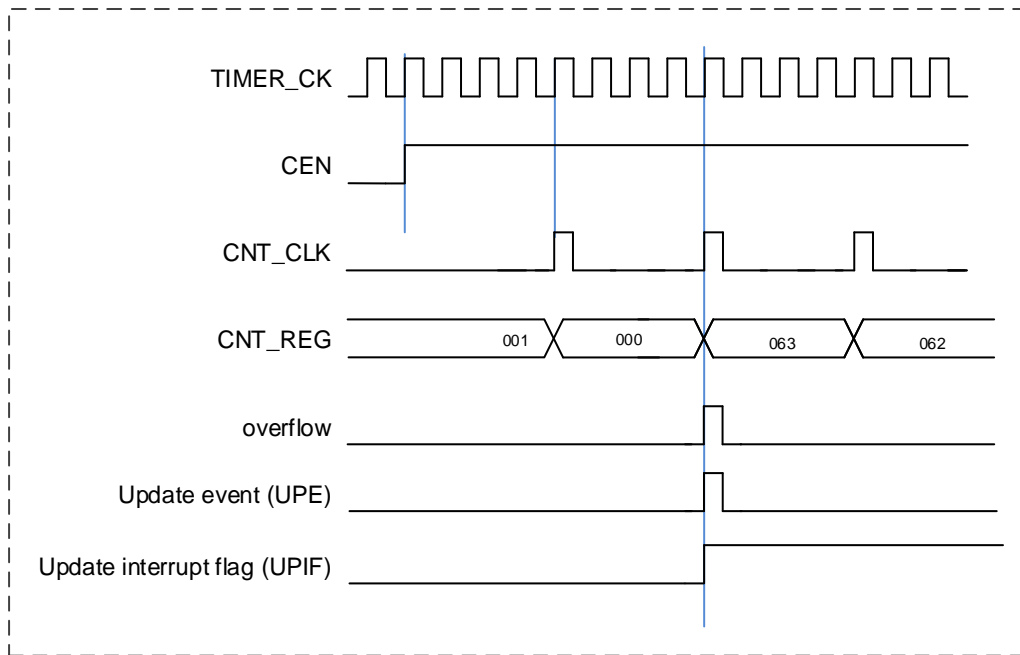 TIMER_CK
CEN
CNT_CLK
CNT_REG
001 000 063 062
overflow
Update event (UPE)
Update interrupt flag (UPIF)